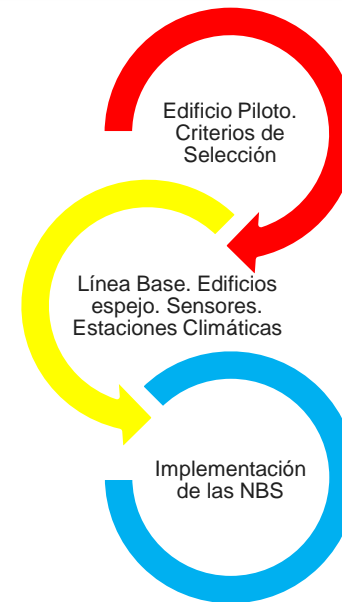 Edificio Piloto.
Criterios de
Selección
Línea Base. Edificios
espejo. Sensores.
Estaciones Climáticas
Implementación
de las NBS